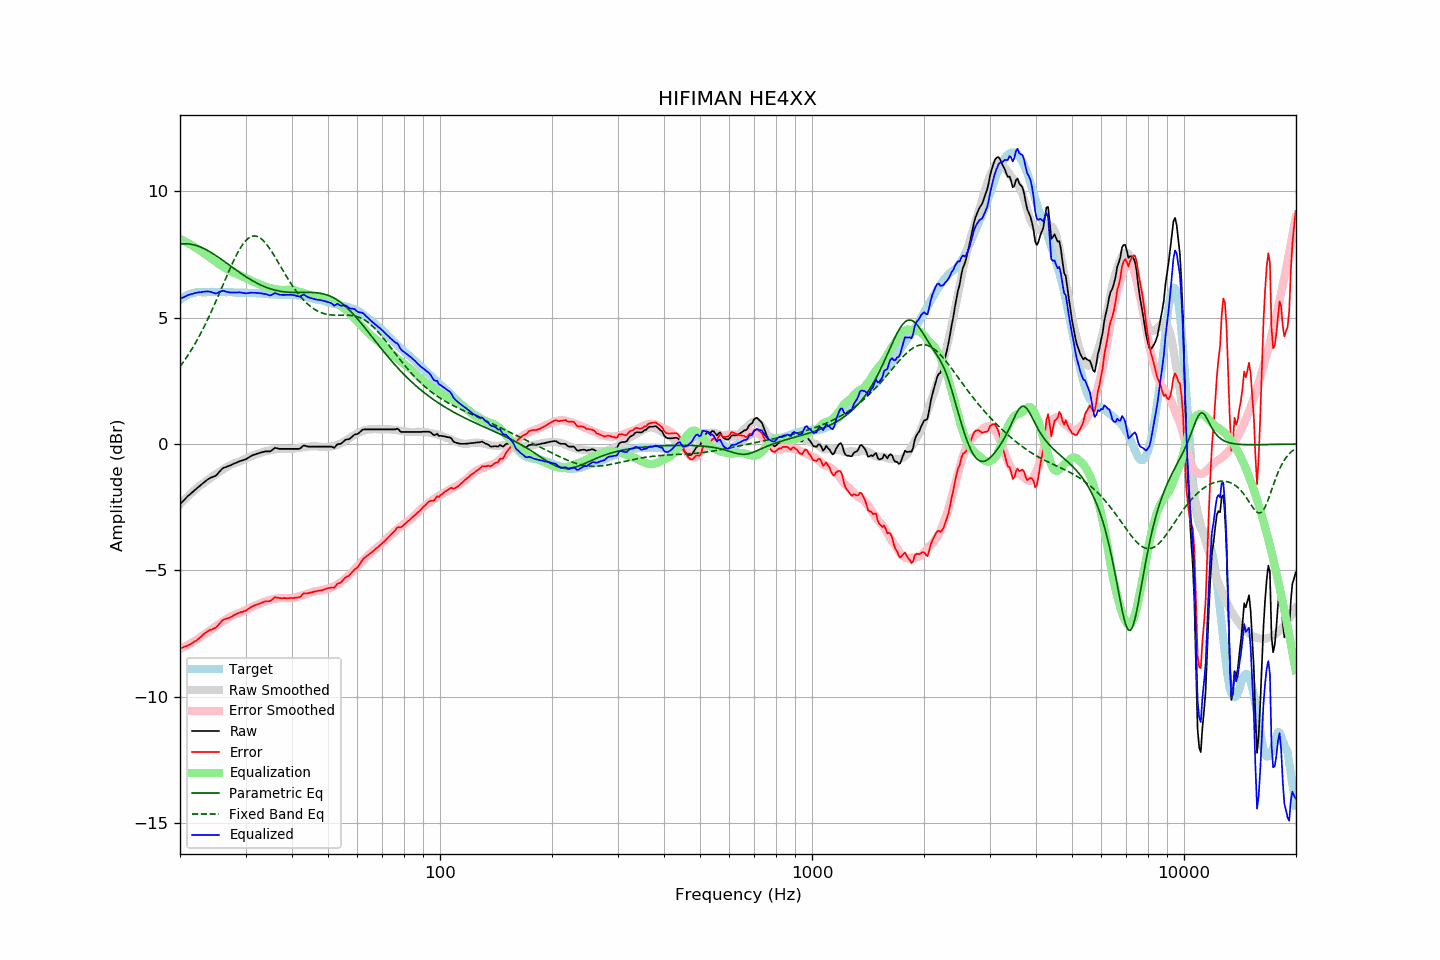 HIFIMAN HE4XX
Amplitude (dBr)
10
5
0
−5
−10
−15
Target
Raw Smoothed
Error Smoothed
Raw
Error
Equalization
Parametric Eq
Fixed Band Eq
Equalized
100
1000
10000
Frequency (Hz)